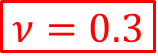 ν = 0.3